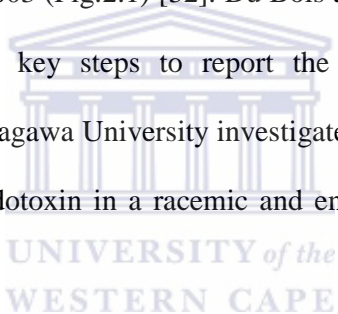 (Fig.2.1) [32]. Du Bois
key steps to report the
agawa University investigate
dotoxin in a racemic and en
UNIVERSITY of the
WESTERN CAPE